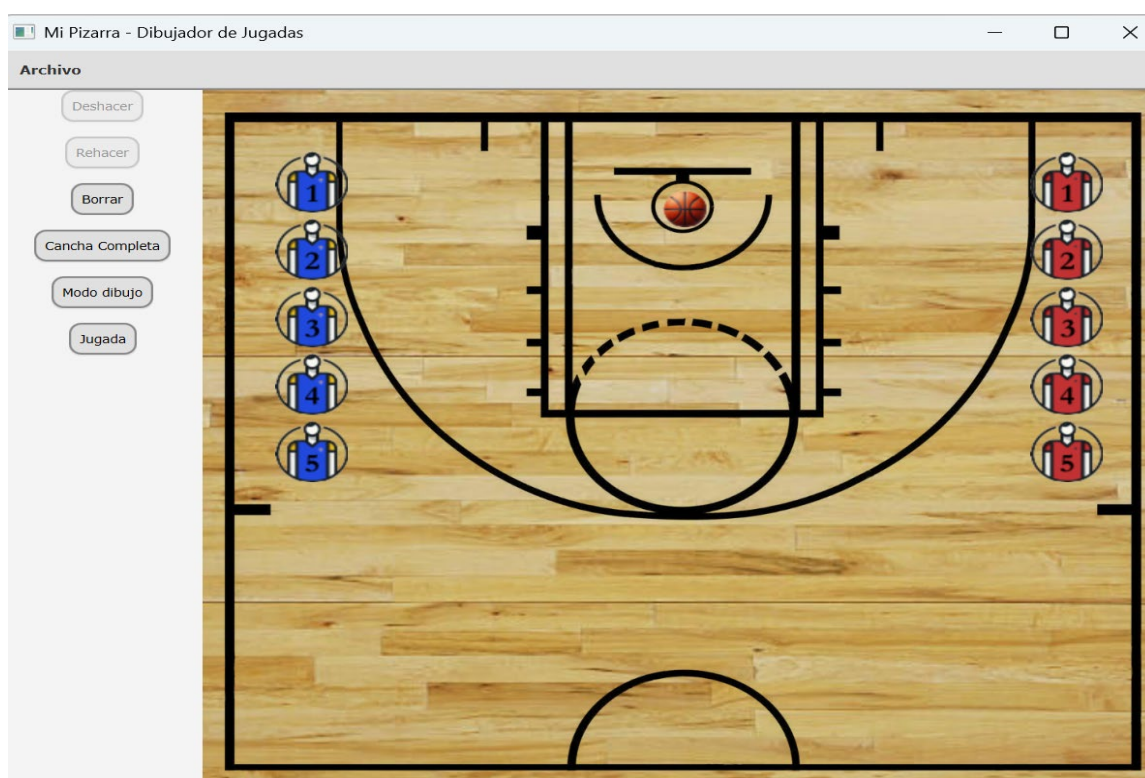 Mi Pizarra - Dibujador de Jugadas
Archivo
Deshacer
Rehacer
Borrar
Cancha Completa
Modo dibujo
Jugada
1
2
3
4
5
1
2
3
4
5